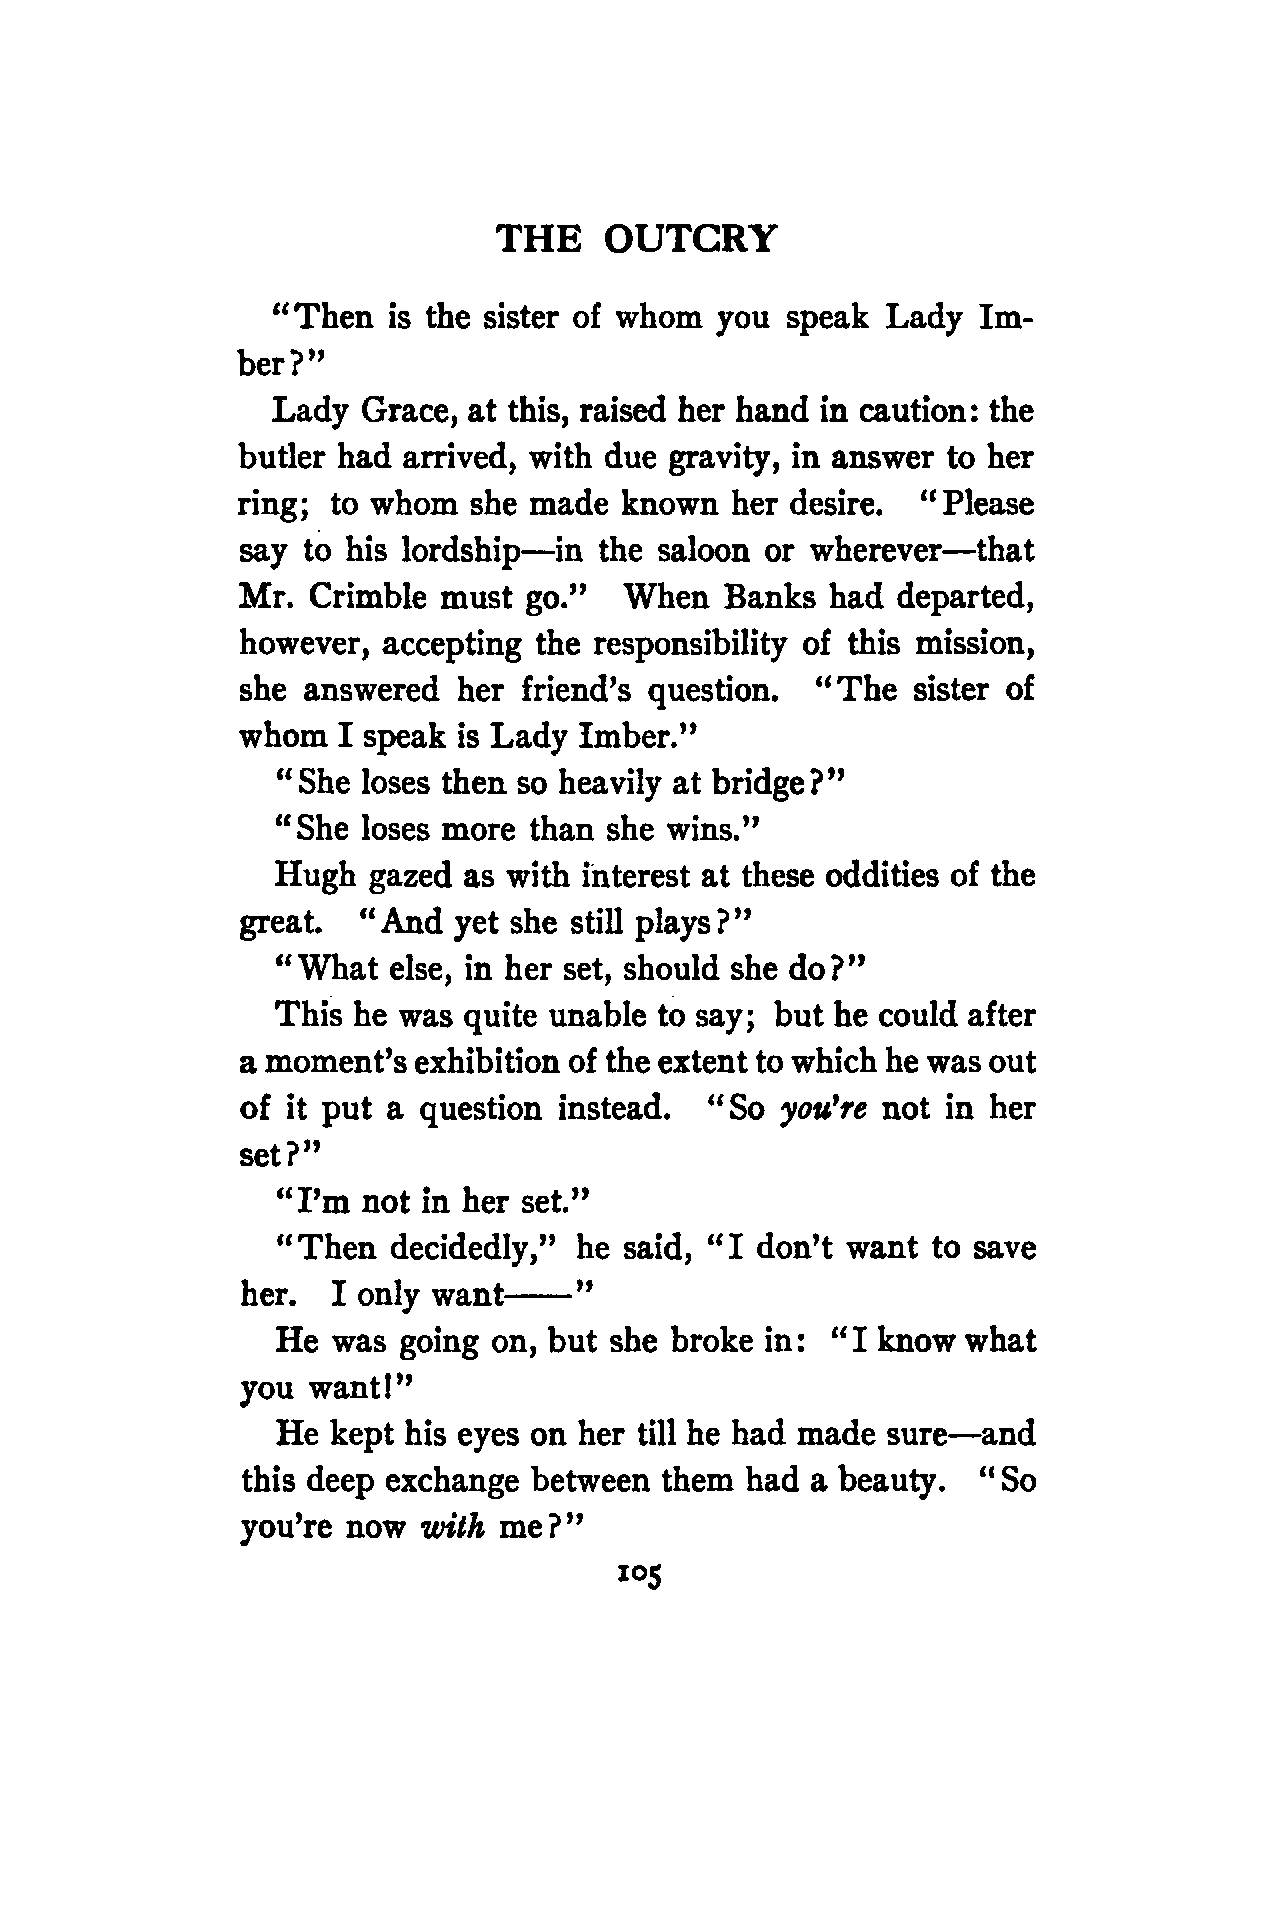 THE OUTCRY
“Then is the sister of whom you speak Lady Im-
ber?”
Lady Grace, at this, raised her hand in caution: the
butler had arrived, with due gravity, in answer to her
ring; to whom she made known her desire. “Please
say to his lordship—in the saloon or wherever—that
Mr. Crimble must go.” When Banks had departed,
however, accepting the responsibility of this mission,
she answered her friend’s question. “The sister of
whom I speak is Lady Imber.”
“She loses then so heavily at bridge?”
“She loses more than she wins.”
Hugh gazed as with interest at these oddities of the
great. “And yet she still plays?”
“What else, in her set, should she do?”
This he was quite unable to say; but he could after
a moment’s exhibition of the extent to which he was out
of it put a question instead. “So you’re not in her
set?”
“I’m not in her set.”
“Then decidedly,” he said, “I don’t want to save
her. I only want——”
He was going on, but she broke in: “I know what
you want!”
He kept his eyes on her till he had made sure—and
this deep exchange between them had a beauty. “So
you’re now with me?”
105